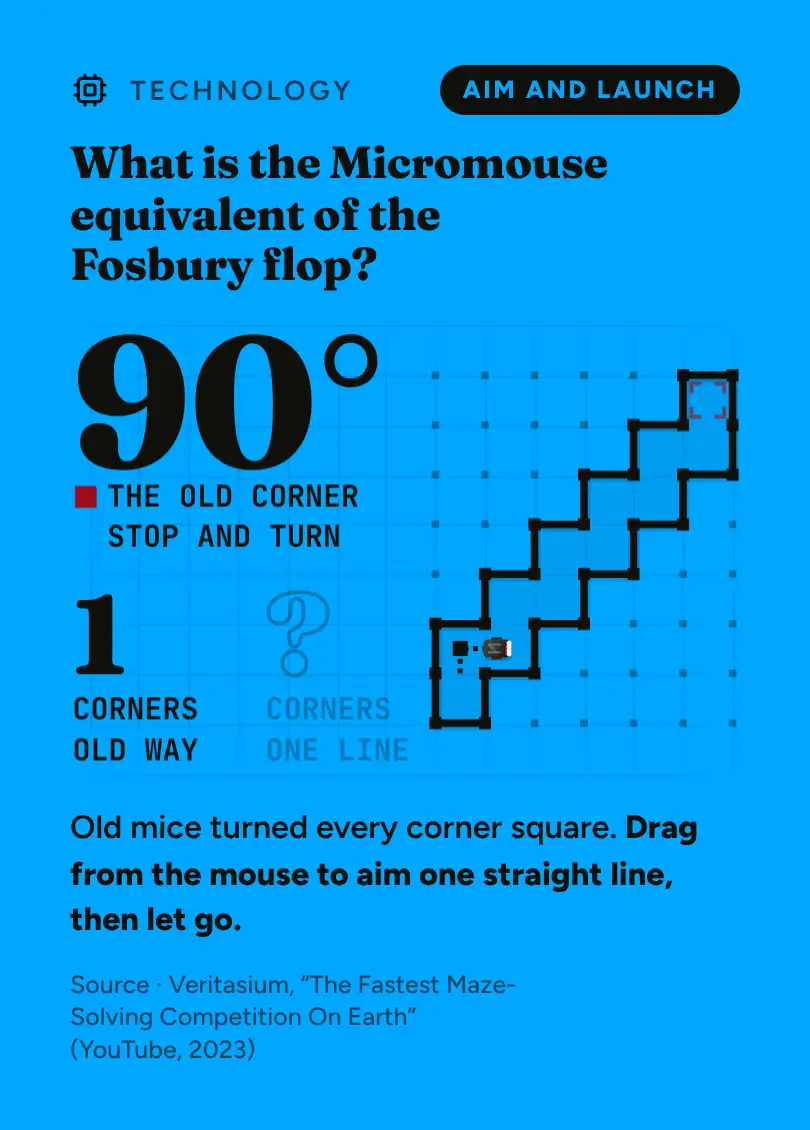 TECHNOLOGY
AIM AND LAUNCH
What is the Micromouse
equivalent of the
Fosbury flop?
90°
THE OLD CORNER
STOP AND TURN
1
?
CORNERS
OLD WAY
CORNERS
ONE LINE
Old mice turned every corner square. Drag
from the mouse to aim one straight line,
then let go.
Source · Veritasium, “The Fastest Maze-
Solving Competition On Earth”
(YouTube, 2023)